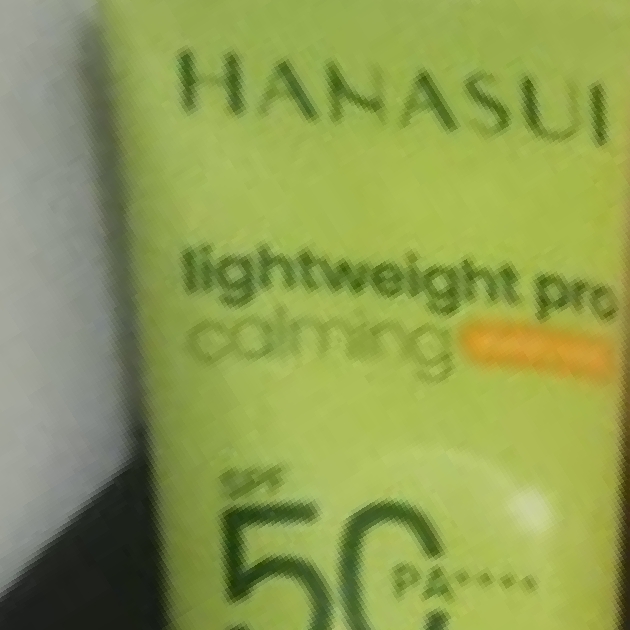 HANASUI
lightweight pro
calming
SPF
50
PA++++